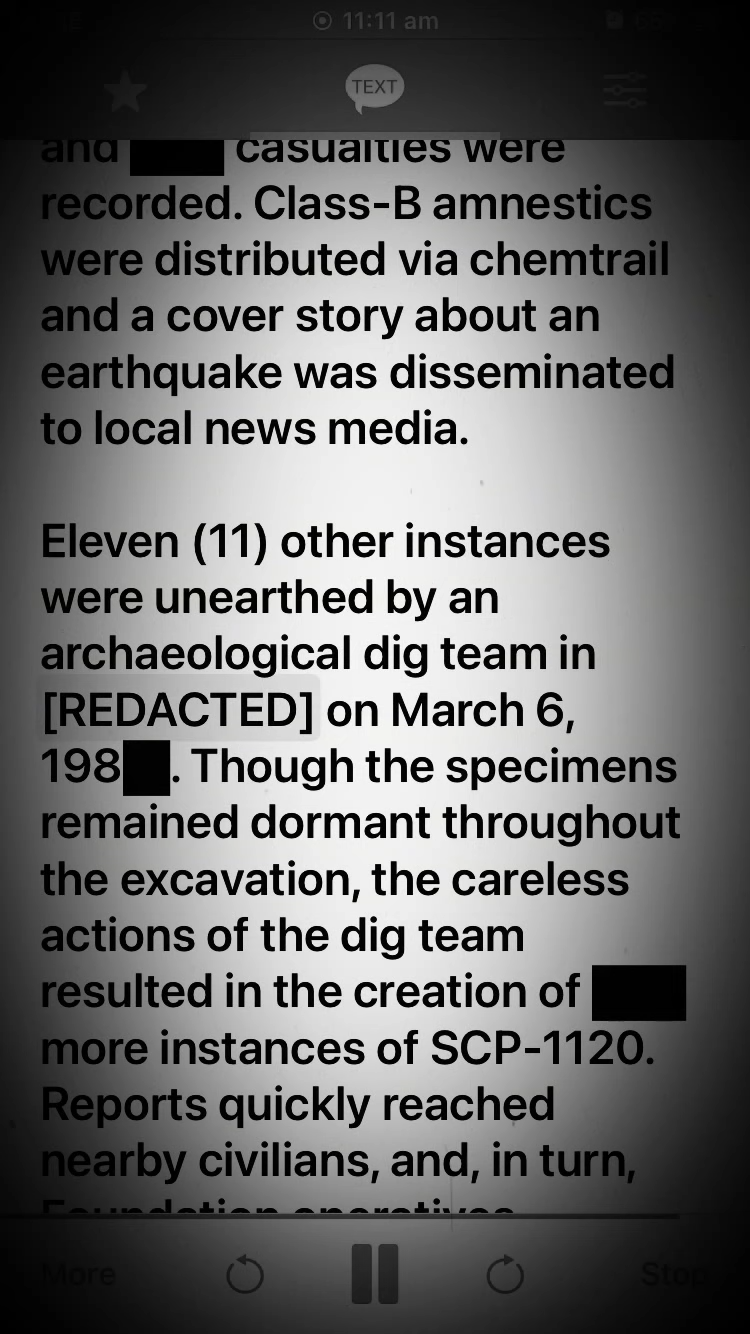 11:11 am
TEXT
and ████ casualties were
recorded. Class-B amnestics
were distributed via chemtrail
and a cover story about an
earthquake was disseminated
to local news media.
Eleven (11) other instances
were unearthed by an
archaeological dig team in
[REDACTED] on March 6,
198█. Though the specimens
remained dormant throughout
the excavation, the careless
actions of the dig team
resulted in the creation of ████
more instances of SCP-1120.
Reports quickly reached
nearby civilians, and, in turn,
Foundation operatives
More Stop